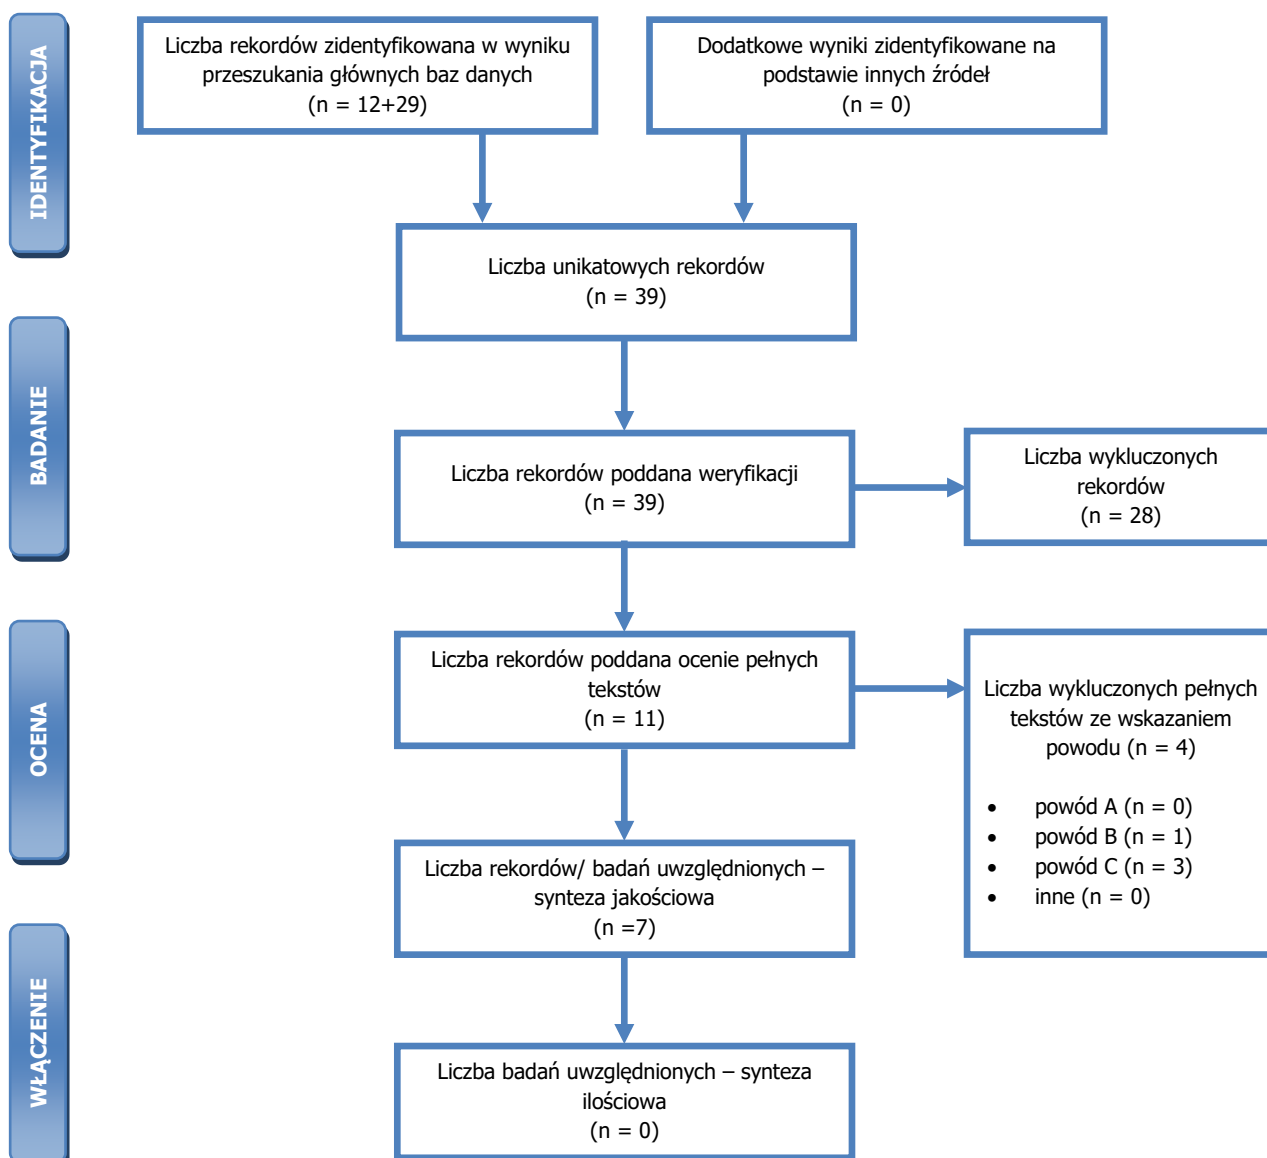 IDENTYFIKACJA
Liczba rekordów zidentyfikowana w wyniku
przeszukania głównych baz danych
(n = 12+29)
Dodatkowe wyniki zidentyfikowane na
podstawie innych źródeł
(n = 0)
Liczba unikatowych rekordów
(n = 39)
BADANIE
Liczba rekordów poddana weryfikacji
(n = 39)
Liczba wykluczonych
rekordów
(n = 28)
OCENA
Liczba rekordów poddana ocenie pełnych
tekstów
(n = 11)
Liczba wykluczonych pełnych
tekstów ze wskazaniem
powodu (n = 4)
• powód A (n = 0)
• powód B (n = 1)
• powód C (n = 3)
• inne (n = 0)
Liczba rekordów/ badań uwzględnionych –
synteza jakościowa
(n =7)
WŁĄCZENIE
Liczba badań uwzględnionych – synteza
ilościowa
(n = 0)